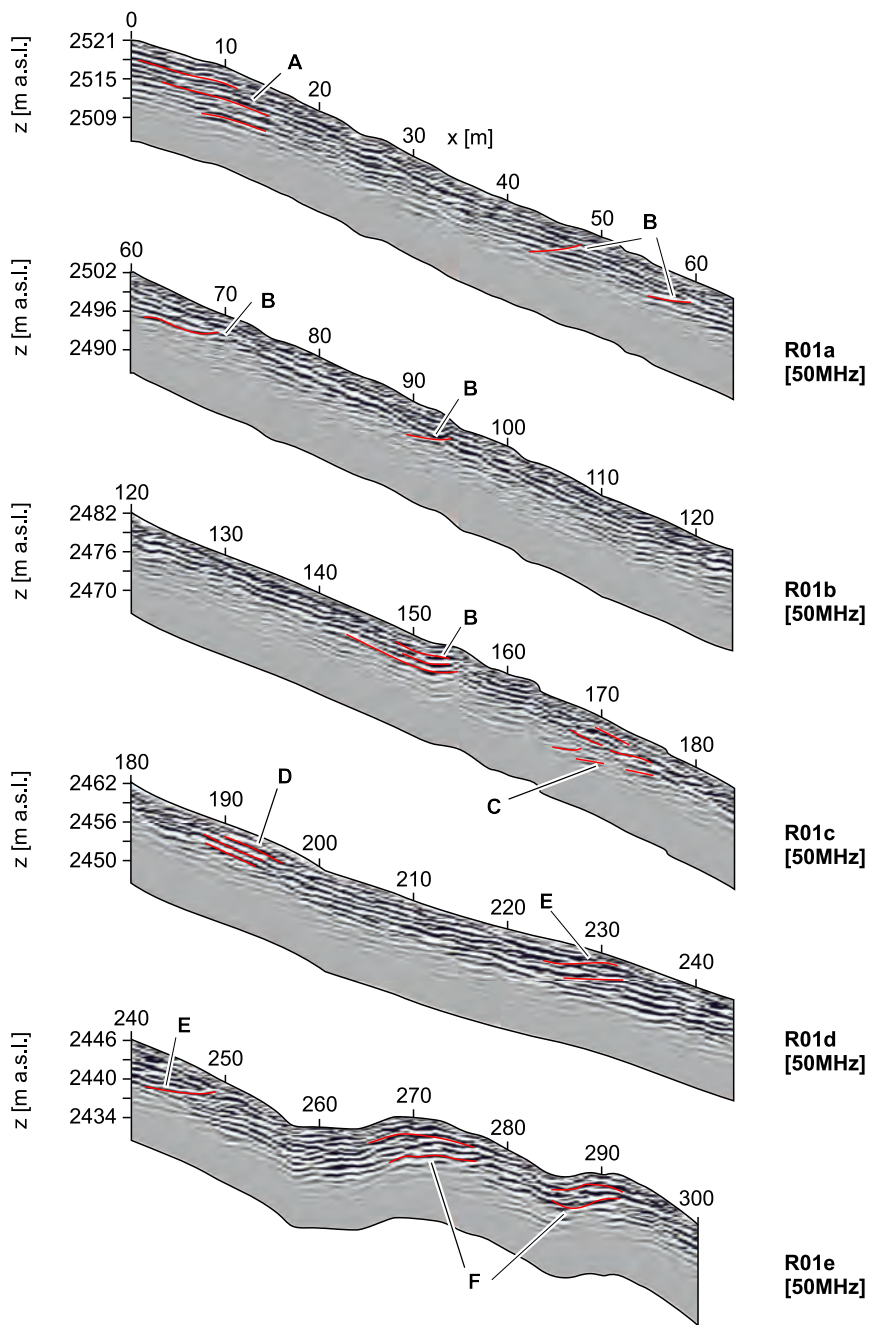 0
2521
10
A
2515
20
2509
z [m a.s.l.]
30
x [m]
40
50
B
60
R01a
[50MHz]
60
2502
70
B
2496
80
2490
z [m a.s.l.]
90
B
100
110
120
R01b
[50MHz]
120
2482
130
2476
140
2470
z [m a.s.l.]
150
B
160
170
180
C
R01c
[50MHz]
180
2462
D
190
2456
200
2450
z [m a.s.l.]
210
220
E
230
240
R01d
[50MHz]
240
E
2446
250
2440
260
2434
z [m a.s.l.]
270
280
290
300
F
R01e
[50MHz]